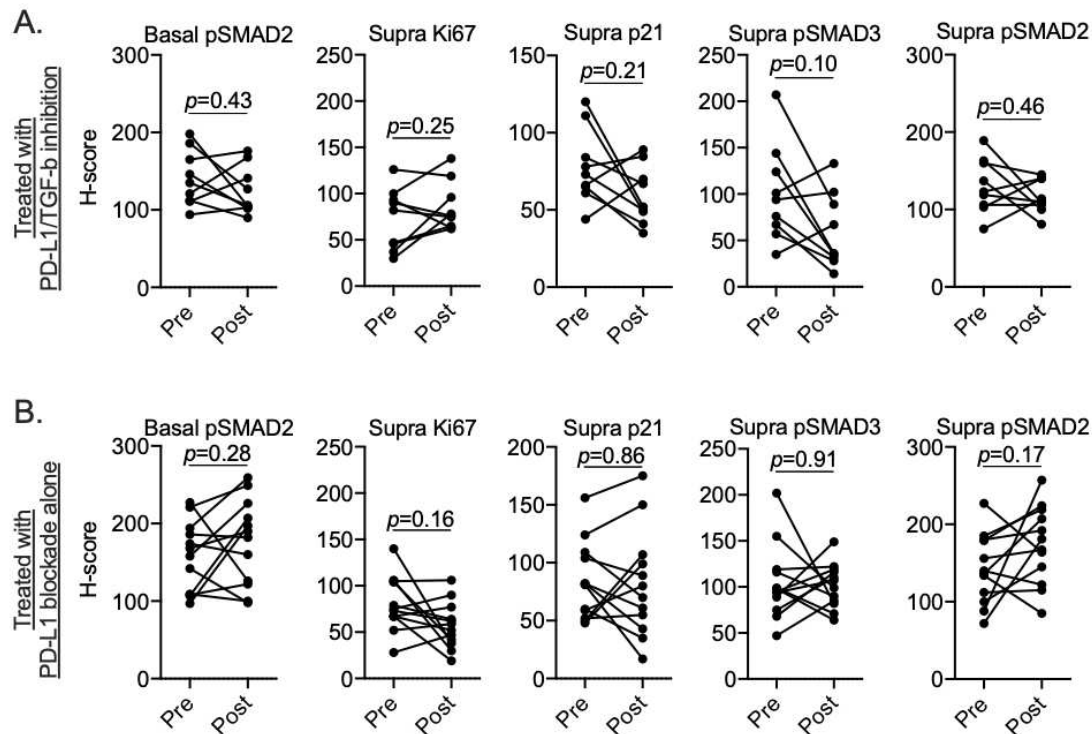 A.
Treated with
PD-L1/TGF-b inhibition
H-score
Basal pSMAD2
p=0.43
300
200
100
0
Pre
Post
Supra Ki67
p=0.25
250
200
150
100
50
0
Pre
Post
Supra p21
p=0.21
150
100
50
0
Pre
Post
Supra pSMAD3
p=0.10
250
200
150
100
50
0
Pre
Post
Supra pSMAD2
p=0.46
300
200
100
0
Pre
Post
B.
Treated with
PD-L1 blockade alone
H-score
Basal pSMAD2
p=0.28
300
200
100
0
Pre
Post
Supra Ki67
p=0.16
250
200
150
100
50
0
Pre
Post
Supra p21
p=0.86
200
150
100
50
0
Pre
Post
Supra pSMAD3
p=0.91
250
200
150
100
50
0
Pre
Post
Supra pSMAD2
p=0.17
300
200
100
0
Pre
Post